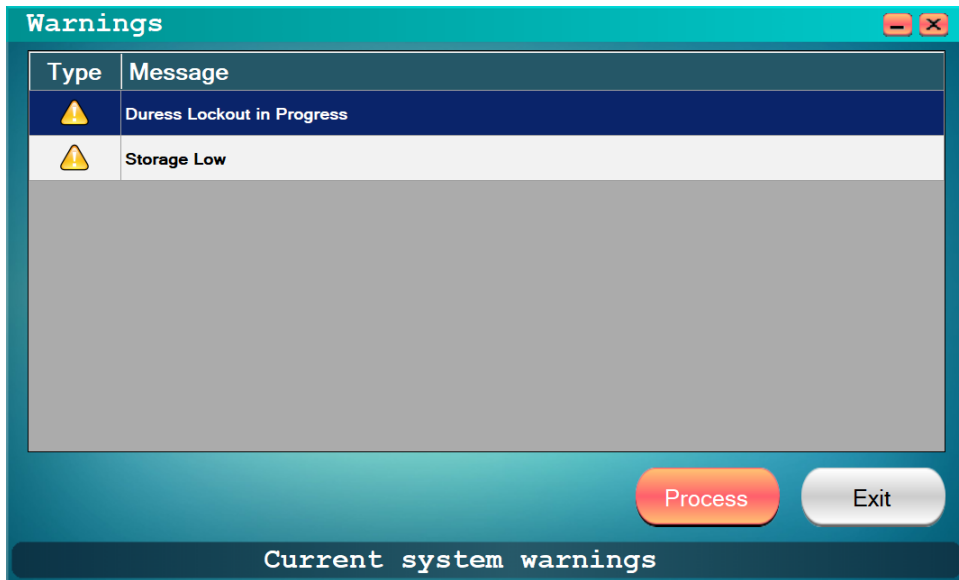 Warnings
Type Message
Duress Lockout in Progress
Storage Low
Process Exit
Current system warnings